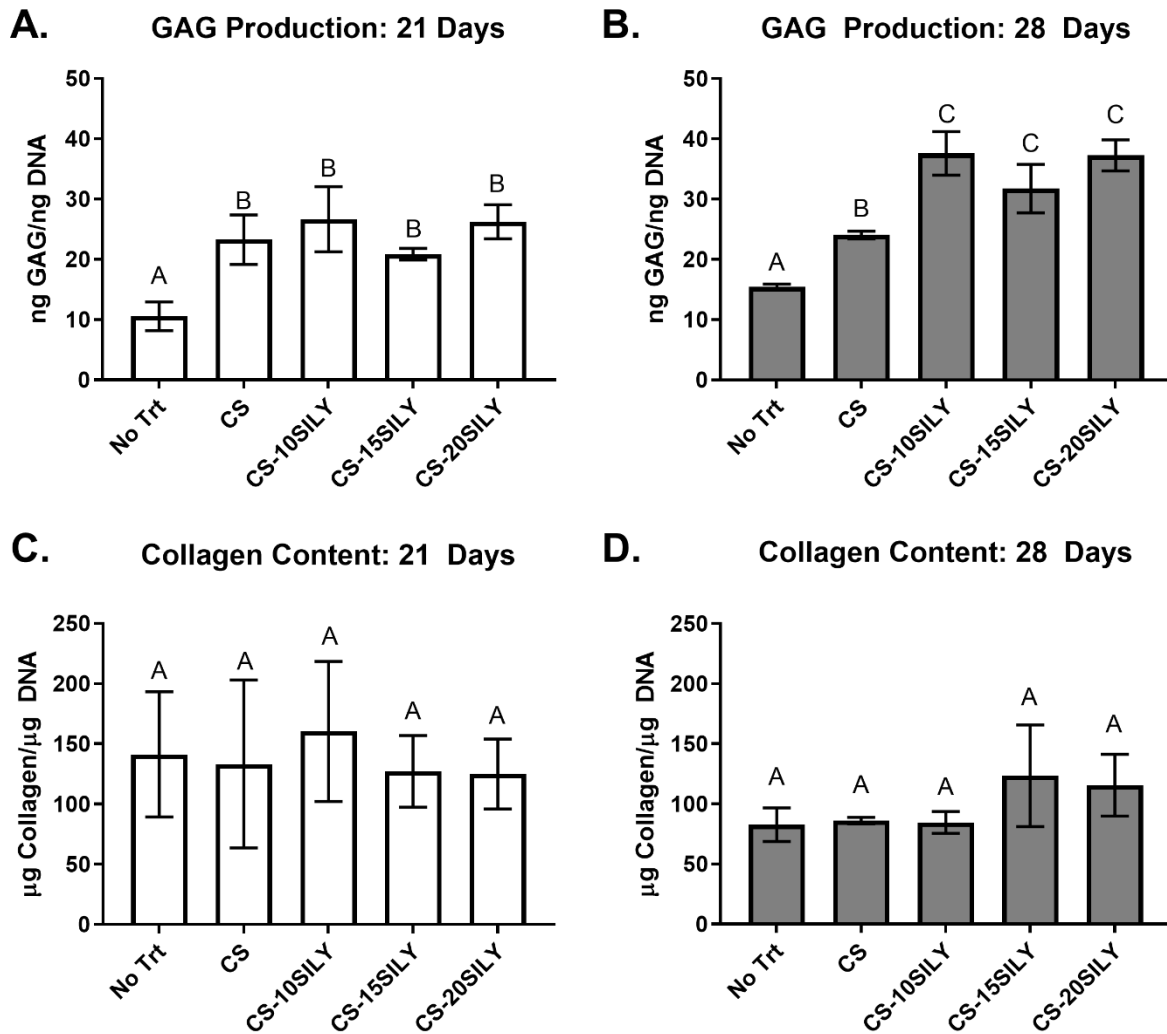 A. GAG Production: 21 Days
ng GAG/ng DNA
50
40
30
20
10
0
A
B
B
B
B
No Trt
CS
CS-10SILY
CS-15SILY
CS-20SILY
B. GAG Production: 28 Days
ng GAG/ng DNA
50
40
30
20
10
0
A
B
C
C
C
No Trt
CS
CS-10SILY
CS-15SILY
CS-20SILY
C. Collagen Content: 21 Days
µg Collagen/µg DNA
250
200
150
100
50
0
A
A
A
A
A
No Trt
CS
CS-10SILY
CS-15SILY
CS-20SILY
D. Collagen Content: 28 Days
µg Collagen/µg DNA
250
200
150
100
50
0
A
A
A
A
A
No Trt
CS
CS-10SILY
CS-15SILY
CS-20SILY